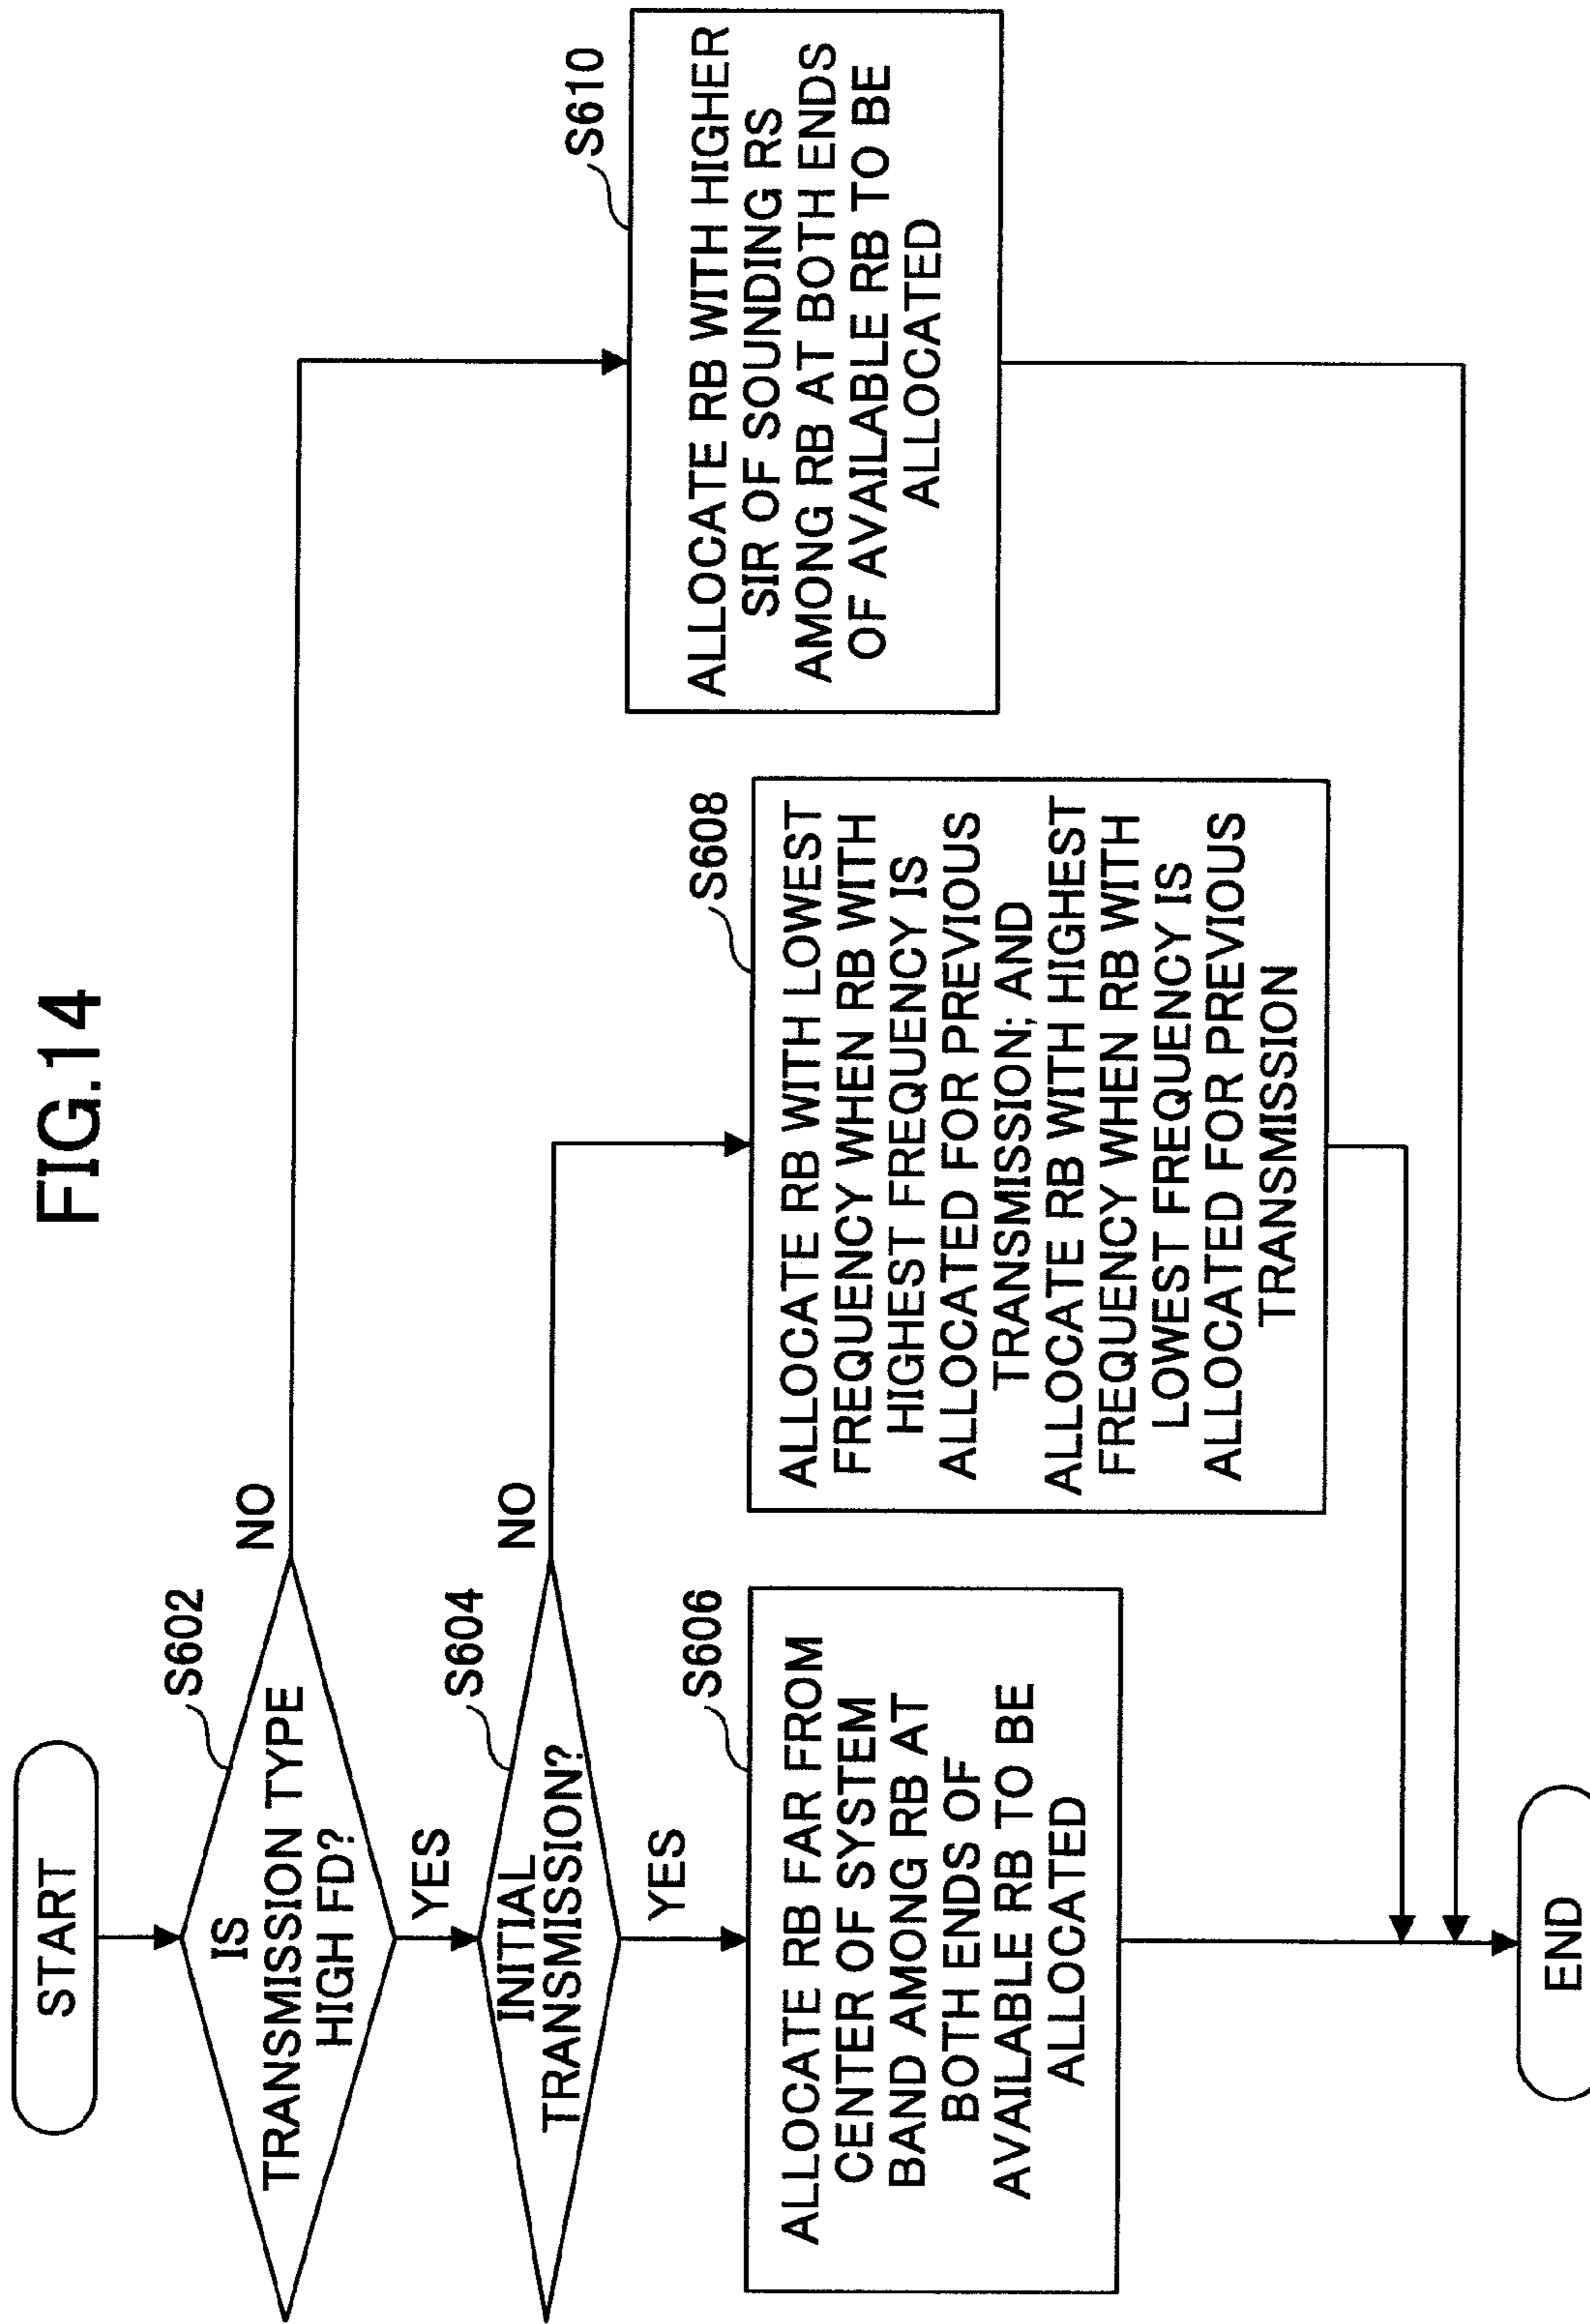 FIG.14
START
IS
TRANSMISSION TYPE
HIGH FD?
S602
NO
YES
INITIAL
TRANSMISSION?
S604
NO
YES
S606
ALLOCATE RB FAR FROM
CENTER OF SYSTEM
BAND AMONG RB AT
BOTH ENDS OF
AVAILABLE RB TO BE
ALLOCATED
S608
ALLOCATE RB WITH LOWEST
FREQUENCY WHEN RB WITH
HIGHEST FREQUENCY IS
ALLOCATED FOR PREVIOUS
TRANSMISSION; AND
ALLOCATE RB WITH HIGHEST
FREQUENCY WHEN RB WITH
LOWEST FREQUENCY IS
ALLOCATED FOR PREVIOUS
TRANSMISSION
S610
ALLOCATE RB WITH HIGHER
SIR OF SOUNDING RS
AMONG RB AT BOTH ENDS
OF AVAILABLE RB TO BE
ALLOCATED
END